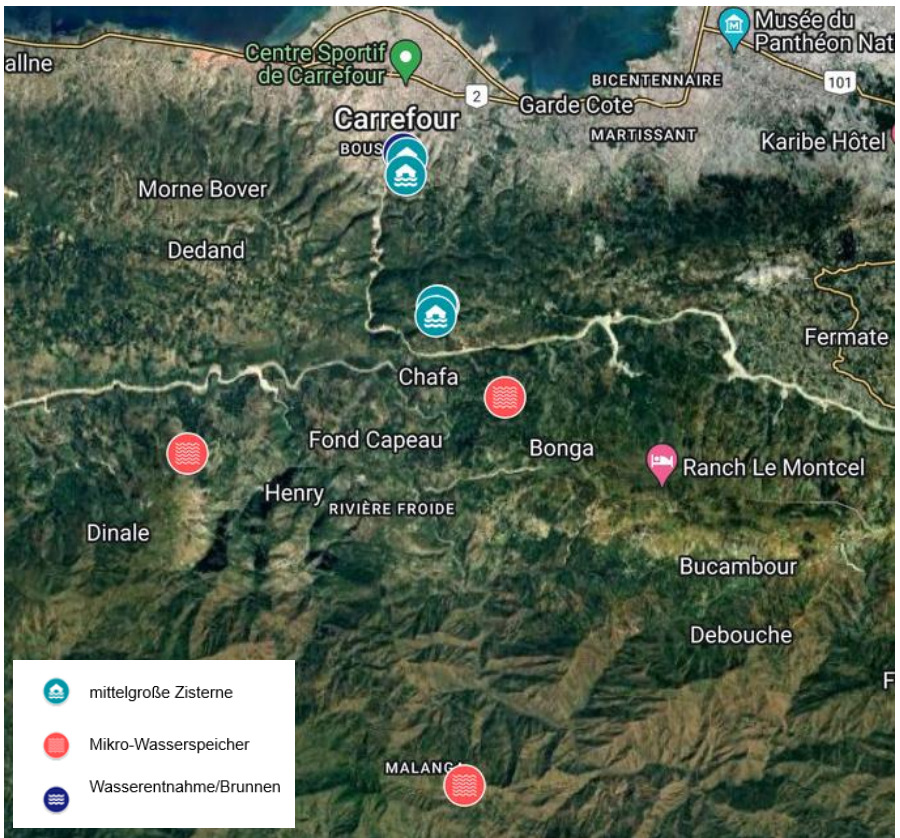 Musée du
Panthéon Nat
allne
Centre Sportif
de Carrefour
BICENTENNAIRE
101
2
Garde Cote
Carrefour
MARTISSANT
Karibe Hôtel
BOUS
Morne Bover
Dedand
Fermate
Chafa
Fond Capeau
Bonga
Ranch Le Montcel
Henry
RIVIÈRE FROIDE
Dinale
Bucambour
Debouche
F
mittelgroße Zisterne
Mikro-Wasserspeicher
MALANGA
Wasserentnahme/Brunnen